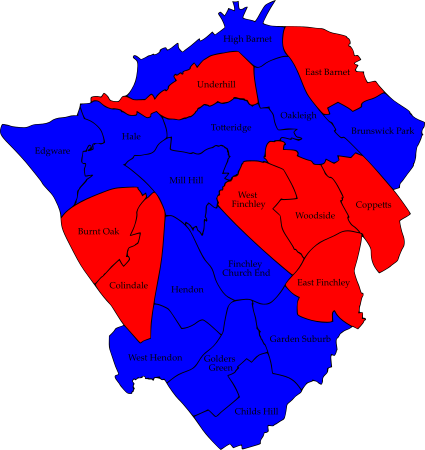 High Barnet
East Barnet
Underhill
Oakleigh
Totteridge
Brunswick Park
Hale
Edgware
Mill Hill
West
Finchley
Coppetts
Woodside
Burnt Oak
Finchley
Church End
East Finchley
Colindale
Hendon
Garden Suburb
West Hendon
Golders
Green
Childs Hill